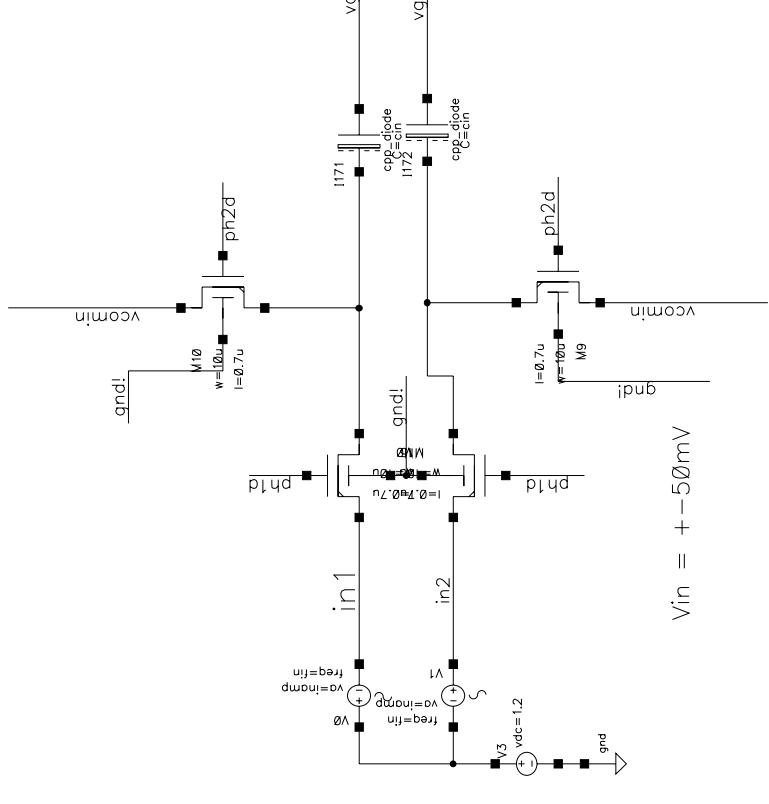 vg
vg
cpp_diode
C=cin
I171
cpp_diode
C=cin
I172
ph2d
ph2d
vcomin
vcomin
M10
w=10u
l=0.7u
gnd!
l=0.7u
w=10u
M9
gnd!
gnd!
ph1d
ph1d
l=0.7u
Vin = +-50mV
in1
in2
freq=fin
va=inamp
V0
V1
va=inamp
freq=fin
V3
vdc=1.2
gnd